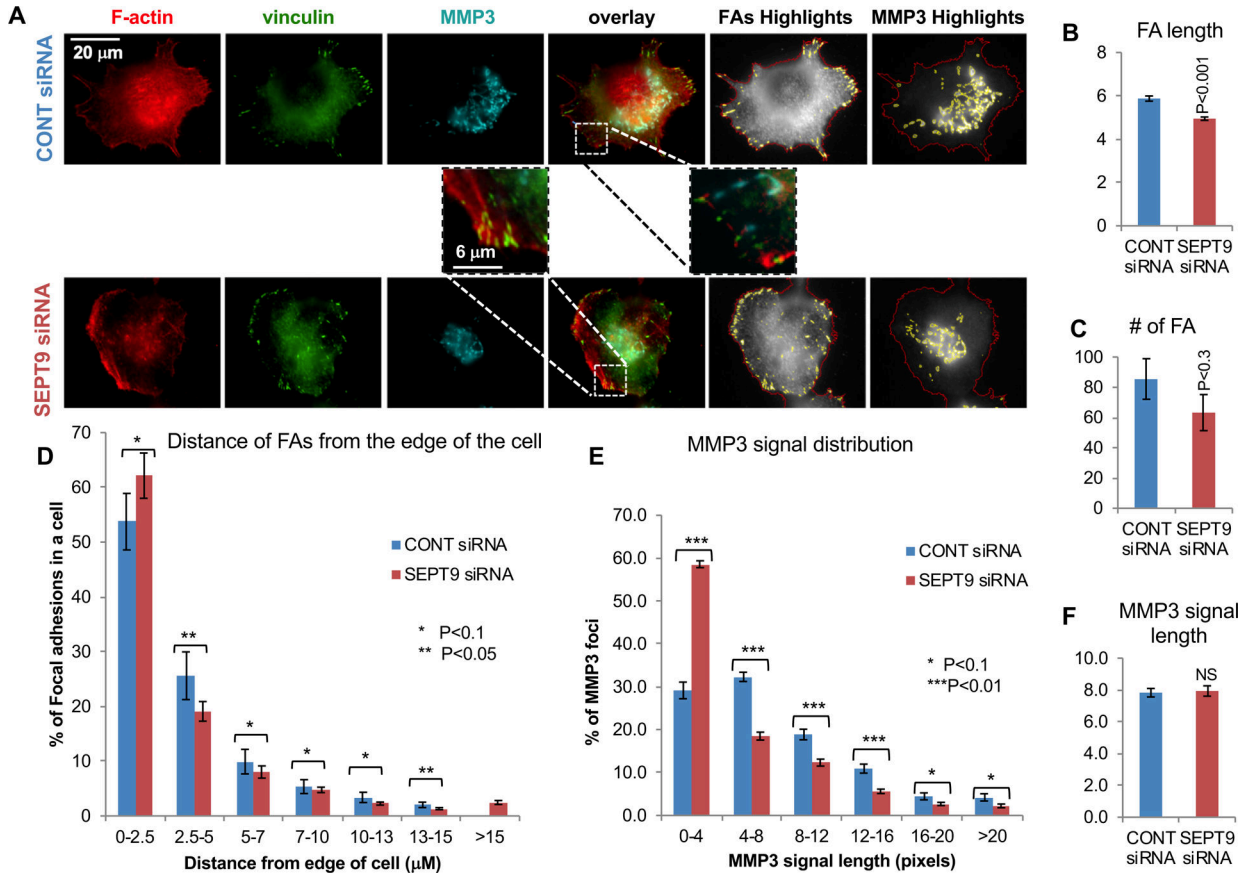 A
F-actin
vinculin
MMP3
overlay
FAs Highlights
MMP3 Highlights
20 μm
CONT siRNA
6 μm
SEPT9 siRNA
B
FA length
8
6
4
2
0
P<0.001
CONT SEPT9
siRNA siRNA
C
# of FA
100
80
60
40
20
0
P<0.3
CONT SEPT9
siRNA siRNA
D
Distance of FAs from the edge of the cell
% of Focal adhesions in a cell
70
60
50
40
30
20
10
0
*
**
*
*
*
**
CONT siRNA
SEPT9 siRNA
* P<0.1
** P<0.05
0-2.5 2.5-5 5-7 7-10 10-13 13-15 >15
Distance from edge of cell (μM)
E
MMP3 signal distribution
% of MMP3 foci
70.0
60.0
50.0
40.0
30.0
20.0
10.0
0.0
***
***
***
***
*
*
CONT siRNA
SEPT9 siRNA
* P<0.1
***P<0.01
0-4 4-8 8-12 12-16 16-20 >20
MMP3 signal length (pixels)
F
MMP3 signal
length
10.0
8.0
6.0
4.0
2.0
0.0
NS
CONT SEPT9
siRNA siRNA